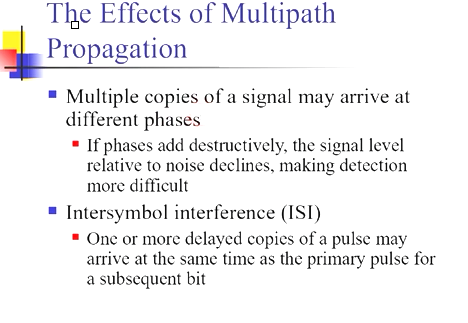 The Effects of Multipath
Propagation
Multiple copies of a signal may arrive at
different phases
If phases add destructively, the signal level
relative to noise declines, making detection
more difficult
Intersymbol interference (ISI)
One or more delayed copies of a pulse may
arrive at the same time as the primary pulse for
a subsequent bit